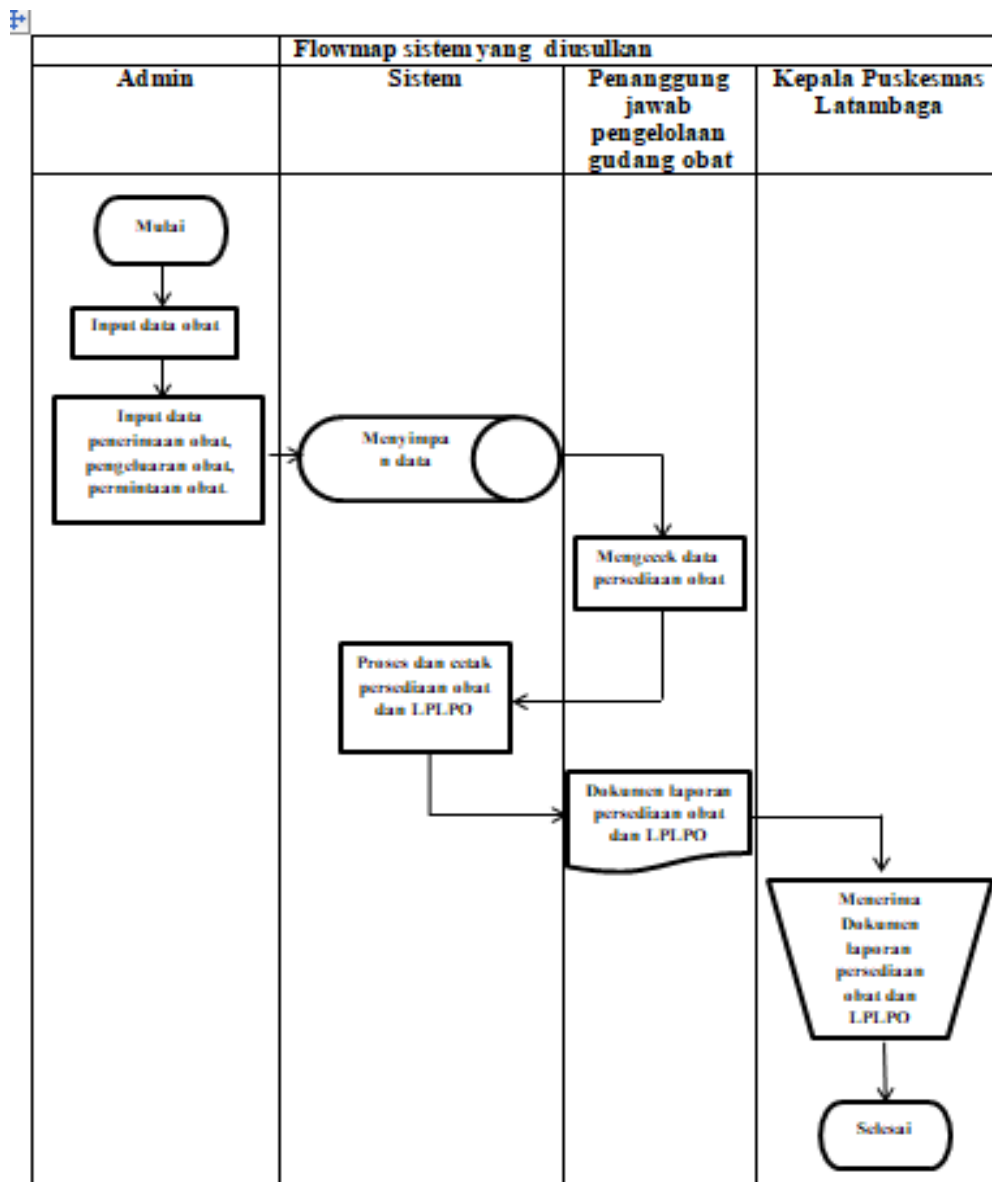 Flowmap sistem yang diusulkan
Admin
Sistem
Penanggung
jawab
pengelolaan
gudang obat
Kepala Puskesmas
Latambaga
Mulai
Input data obat
Input data
penerimaan obat,
pengeluaran obat,
permintaan obat.
Menyimpa
n data
Mengecek data
persediaan obat
Proses dan cetak
persediaan obat
dan LPLPO
Dokumen laporan
persediaan obat
dan LPLPO
Menerima
Dokumen
laporan
persediaan
obat dan
LPLPO
Selesai